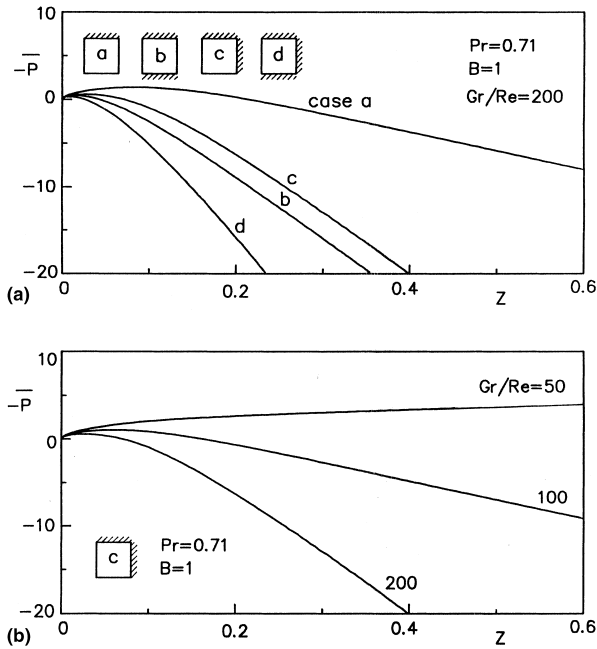 10
a b c d
Pr=0.71
B=1
Gr/Re=200
−P̅
0
case a
c
b
d
−10
−20
0 0.2 0.4 0.6
Z
(a)
10
Gr/Re=50
−P̅
0
100
−10
c
Pr=0.71
B=1
200
−20
0 0.2 0.4 0.6
Z
(b)